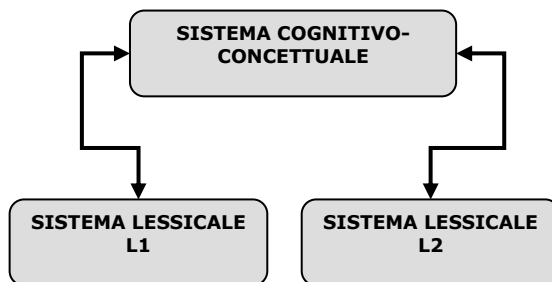 SISTEMA COGNITIVO-
CONCETTUALE
SISTEMA LESSICALE
L1
SISTEMA LESSICALE
L2